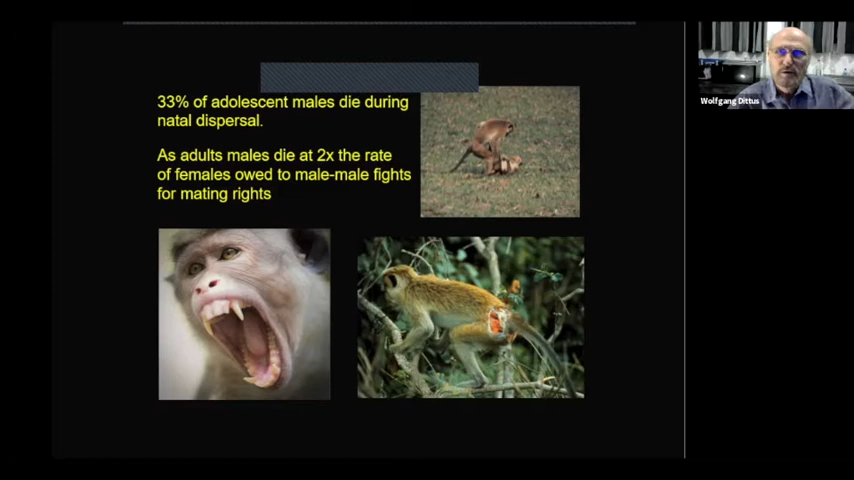 33% of adolescent males die during
natal dispersal.
As adults males die at 2x the rate
of females owed to male-male fights
for mating rights
Wolfgang Dittus